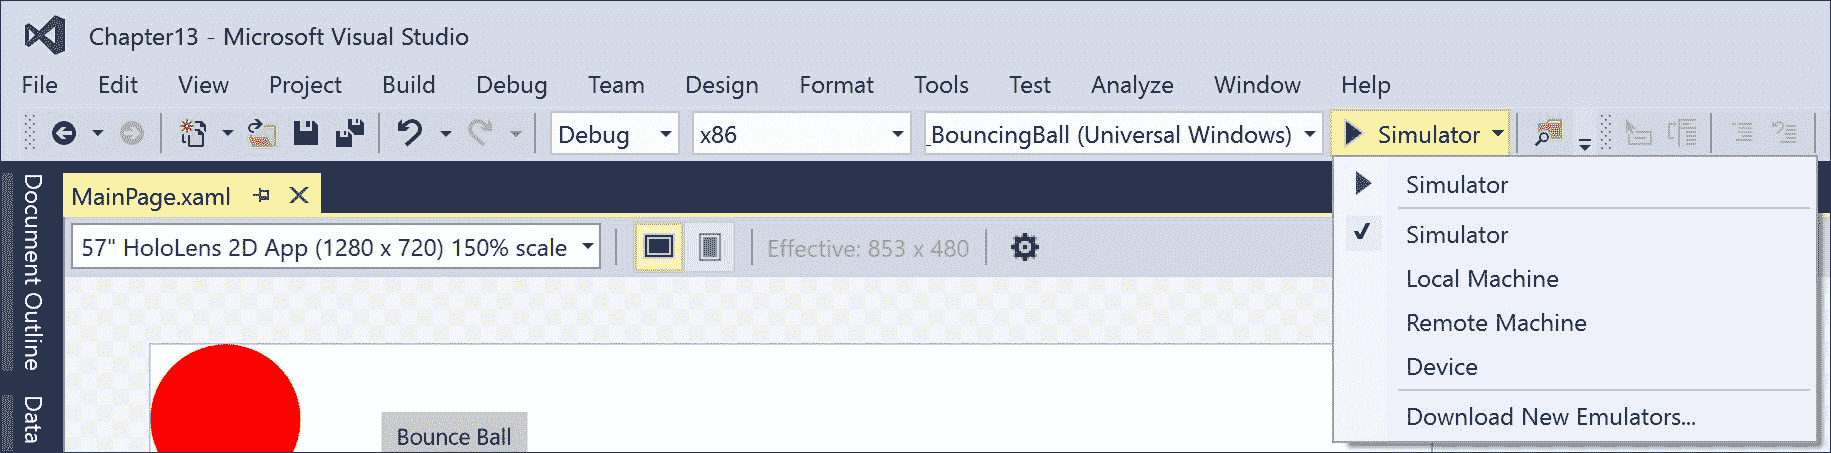 Chapter13 - Microsoft Visual Studio
File Edit View Project Build Debug Team Design Format Tools Test Analyze Window Help
Debug x86 _BouncingBall (Universal Windows) Simulator
Document Outline
Data
MainPage.xaml
57" HoloLens 2D App (1280 x 720) 150% scale Effective: 853 x 480
Bounce Ball
Simulator
Simulator
Local Machine
Remote Machine
Device
Download New Emulators...